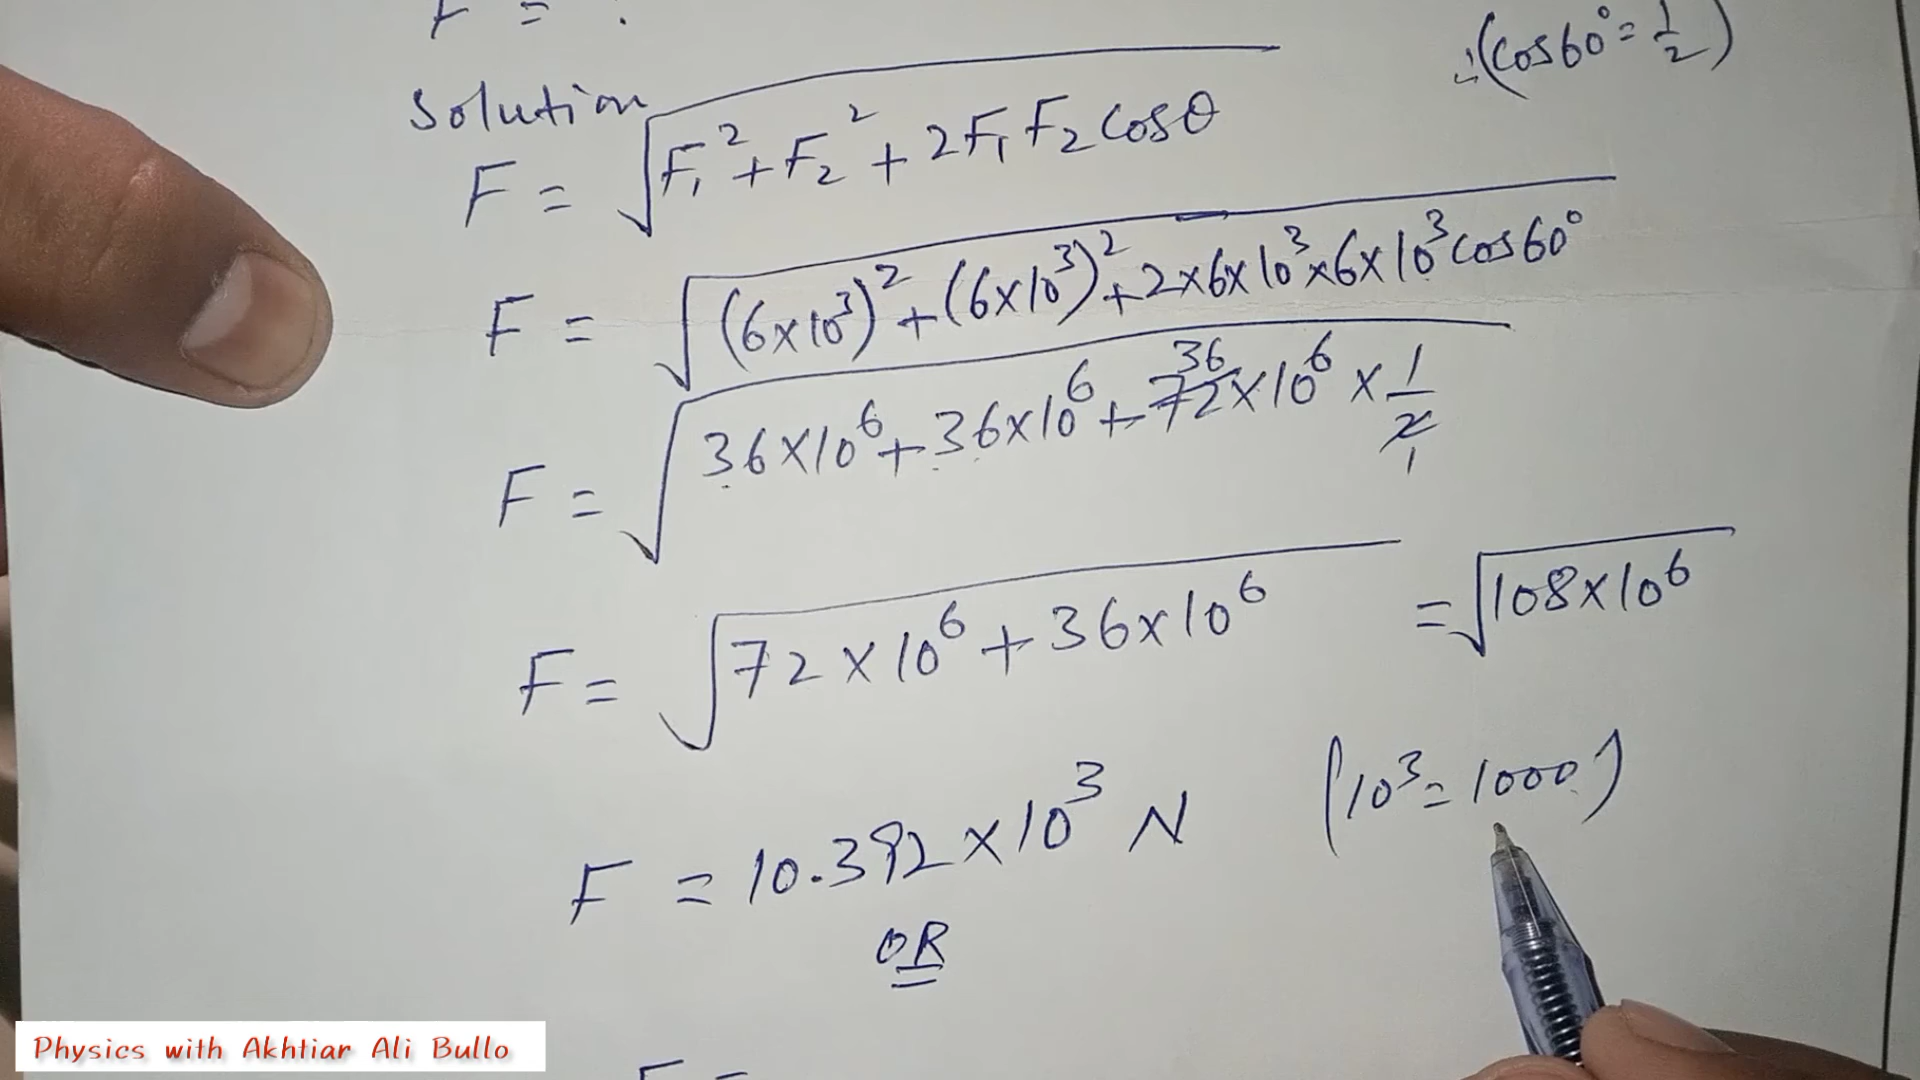 F = .
(cos60° = 1/2)
Solution
F = √(F₁² + F₂² + 2F₁F₂ cosθ)
F = √((6×10³)² + (6×10³)² + 2×6×10³×6×10³ cos60°)
F = √(36×10⁶ + 36×10⁶ + 72 36 ×10⁶ × 1/2 1)
F = √(72×10⁶ + 36×10⁶) = √(108×10⁶)
F = 10.392×10³ N (10³ = 1000)
OR
F =
Physics with Akhtiar Ali Bullo